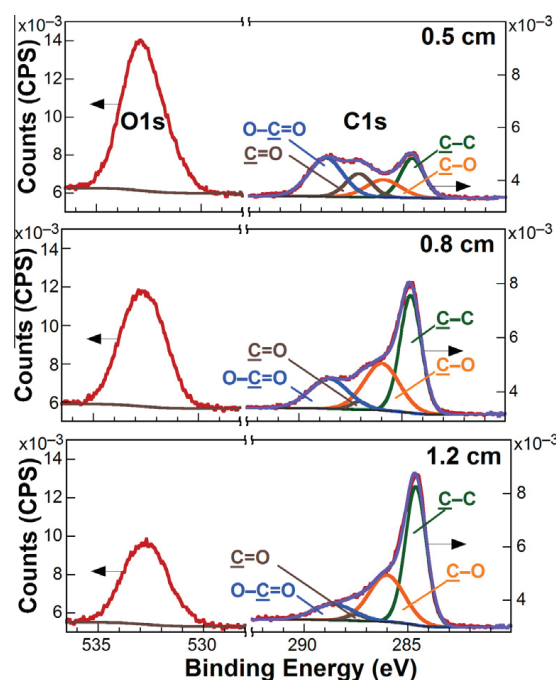 x10⁻³
x10⁻³
0.5 cm
14
12
10
8
6
8
6
4
Counts (CPS)
O1s
C1s
O–C=O
C=O
C–C
C–O
x10⁻³
x10⁻³
0.8 cm
14
12
10
8
6
8
6
4
Counts (CPS)
C=O
O–C=O
C–C
C–O
x10⁻³
x10⁻³
1.2 cm
14
12
10
8
6
8
6
4
Counts (CPS)
C=O
O–C=O
C–C
C–O
535
530
290
285
Binding Energy (eV)